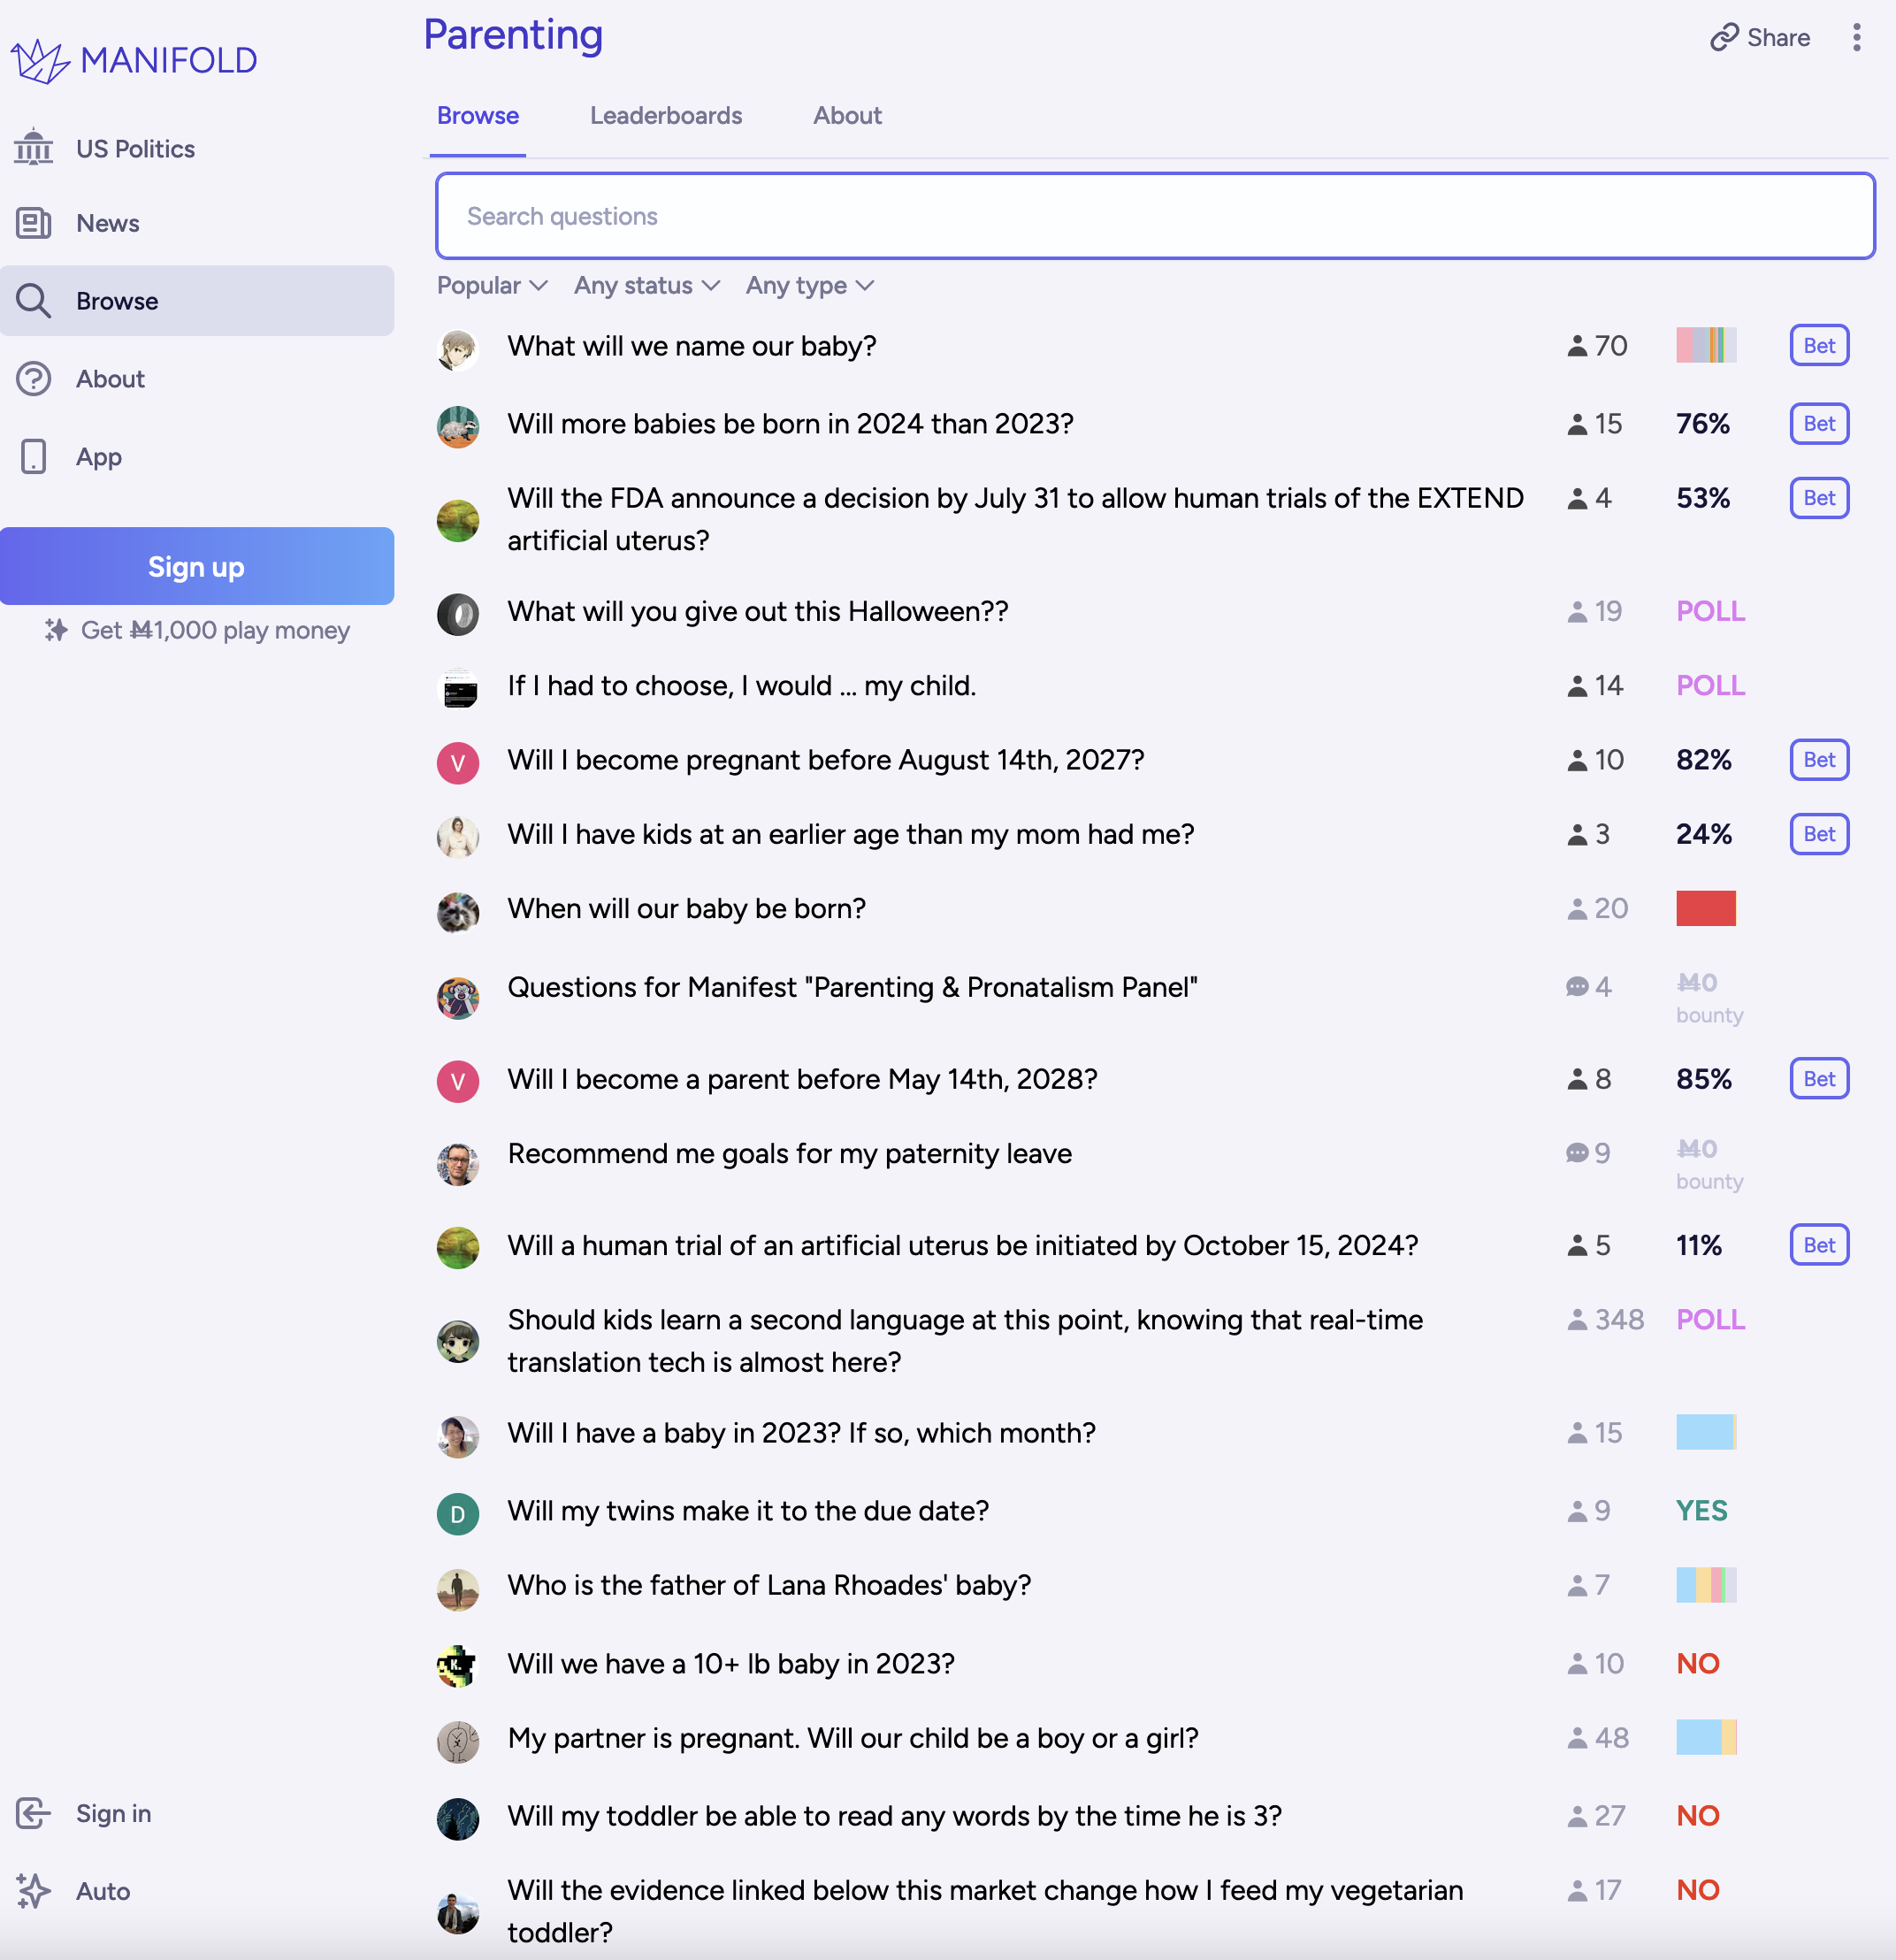 MANIFOLD
US Politics
News
Browse
About
App
Sign up
Get Ṁ1,000 play money
Sign in
Auto
Parenting
Share
Browse Leaderboards About
Search questions
Popular Any status Any type
What will we name our baby? 70 Bet
Will more babies be born in 2024 than 2023? 15 76% Bet
Will the FDA announce a decision by July 31 to allow human trials of the EXTEND 4 53% Bet
artificial uterus?
What will you give out this Halloween?? 19 POLL
If I had to choose, I would ... my child. 14 POLL
V Will I become pregnant before August 14th, 2027? 10 82% Bet
Will I have kids at an earlier age than my mom had me? 3 24% Bet
When will our baby be born? 20
Questions for Manifest "Parenting & Pronatalism Panel" 4 Ṁ0
bounty
V Will I become a parent before May 14th, 2028? 8 85% Bet
Recommend me goals for my paternity leave 9 Ṁ0
bounty
Will a human trial of an artificial uterus be initiated by October 15, 2024? 5 11% Bet
Should kids learn a second language at this point, knowing that real-time 348 POLL
translation tech is almost here?
Will I have a baby in 2023? If so, which month? 15
D Will my twins make it to the due date? 9 YES
Who is the father of Lana Rhoades' baby? 7
K. Will we have a 10+ lb baby in 2023? 10 NO
My partner is pregnant. Will our child be a boy or a girl? 48
Will my toddler be able to read any words by the time he is 3? 27 NO
Will the evidence linked below this market change how I feed my vegetarian 17 NO
toddler?